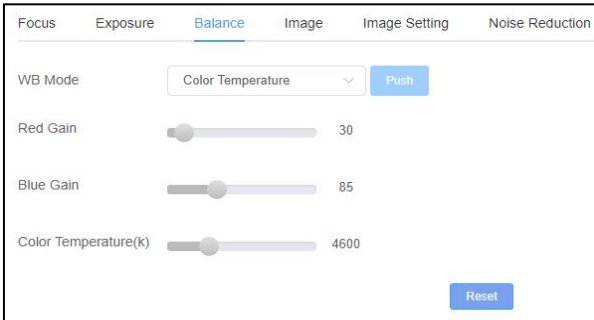 Focus Exposure Balance Image Image Setting Noise Reduction
WB Mode Color Temperature Push
Red Gain 30
Blue Gain 85
Color Temperature(k) 4600
Reset